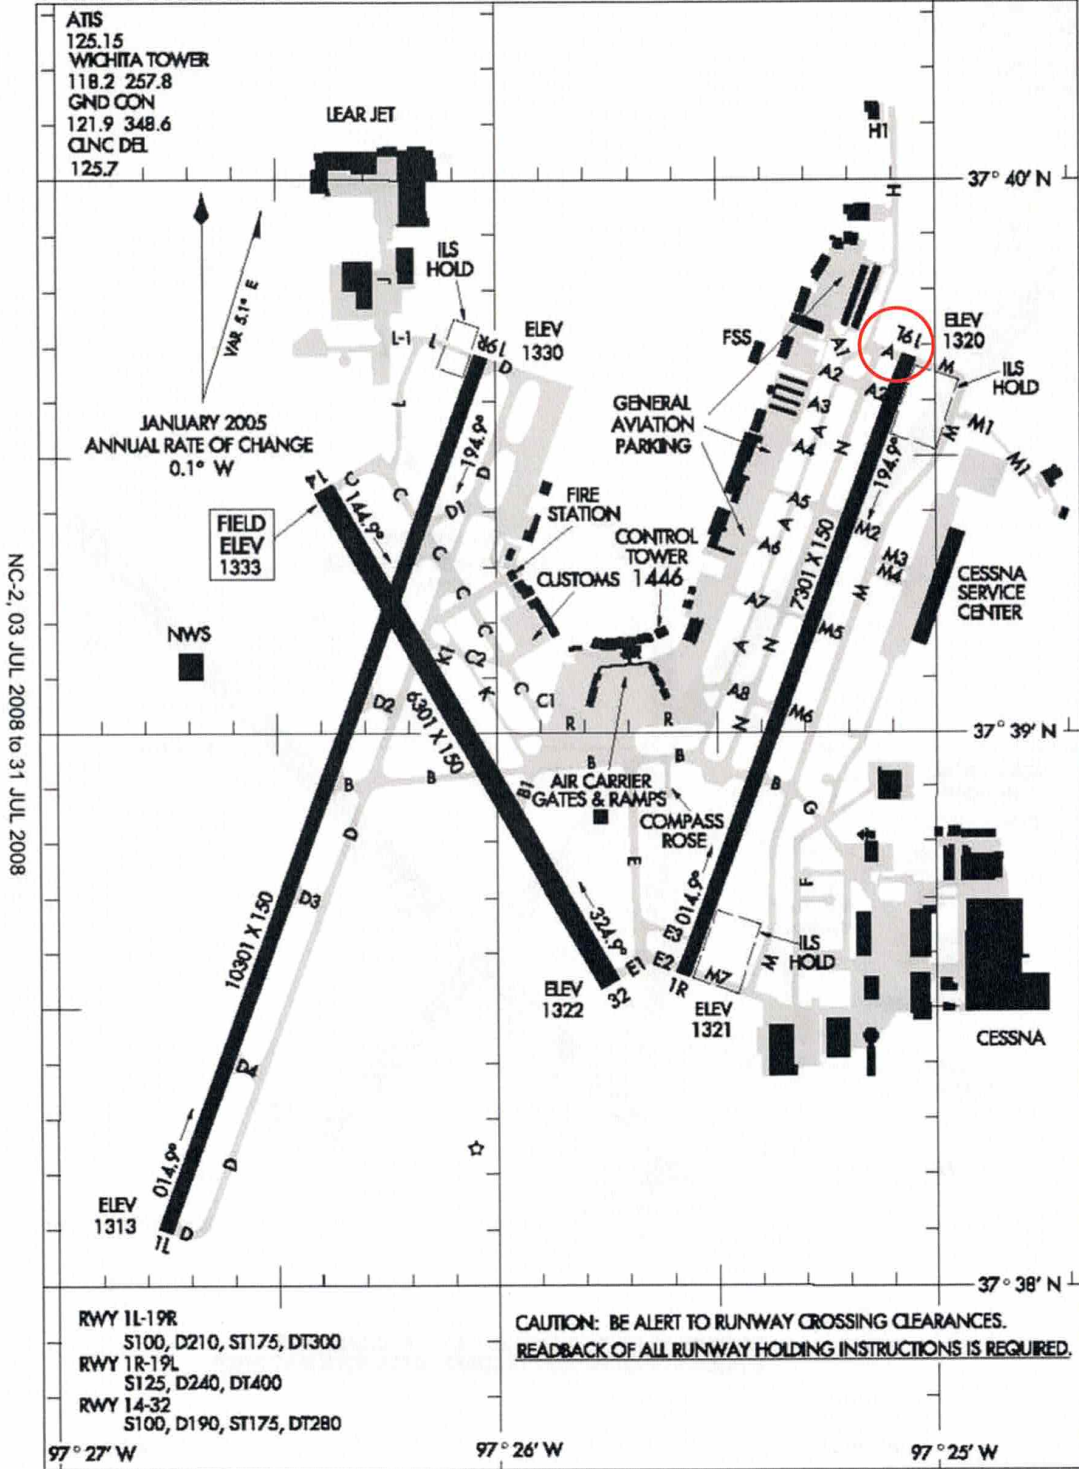 ATIS
125.15
WICHITA TOWER
118.2 257.8
GND CON
121.9 348.6
CLNC DEL
125.7
LEAR JET
H1
37° 40' N
H
VAR 5.1° E
JANUARY 2005
ANNUAL RATE OF CHANGE
0.1° W
J
ILS
HOLD
L-1
L
L
19R
ELEV
1330
D
FSS
A1
A
19L
ELEV
1320
M
ILS
HOLD
A2
A2
GENERAL
AVIATION
PARKING
A3
A
A4
N
M
M1
M1
194.9°
D
D1
14
C
144.9°
C
FIELD
ELEV
1333
FIRE
STATION
CONTROL
TOWER
1446
CUSTOMS
A5
A
A6
A7
194.9°
7301 X 150
M2
M3
M4
M
M5
CESSNA
SERVICE
CENTER
NWS
C
C
C
K1
K
C
C1
R
R
A
N
A8
N
M6
D2
6301 X 150
37° 39' N
B
B
B1
B
B
B
G
AIR CARRIER
GATES & RAMPS
COMPASS
ROSE
D
E
D3
10301 X 150
F
324.9°
014.9°
E3
E1
E2
M7
M
ILS
HOLD
ELEV
1322
32
1R
ELEV
1321
CESSNA
D4
D
014.9°
ELEV
1313
1L
D
37° 38' N
NC-2, 03 JUL 2008 to 31 JUL 2008
RWY 1L-19R
S100, D210, ST175, DT300
RWY 1R-19L
S125, D240, DT400
RWY 14-32
S100, D190, ST175, DT280
CAUTION: BE ALERT TO RUNWAY CROSSING CLEARANCES.
READBACK OF ALL RUNWAY HOLDING INSTRUCTIONS IS REQUIRED.
97° 27' W
97° 26' W
97° 25' W